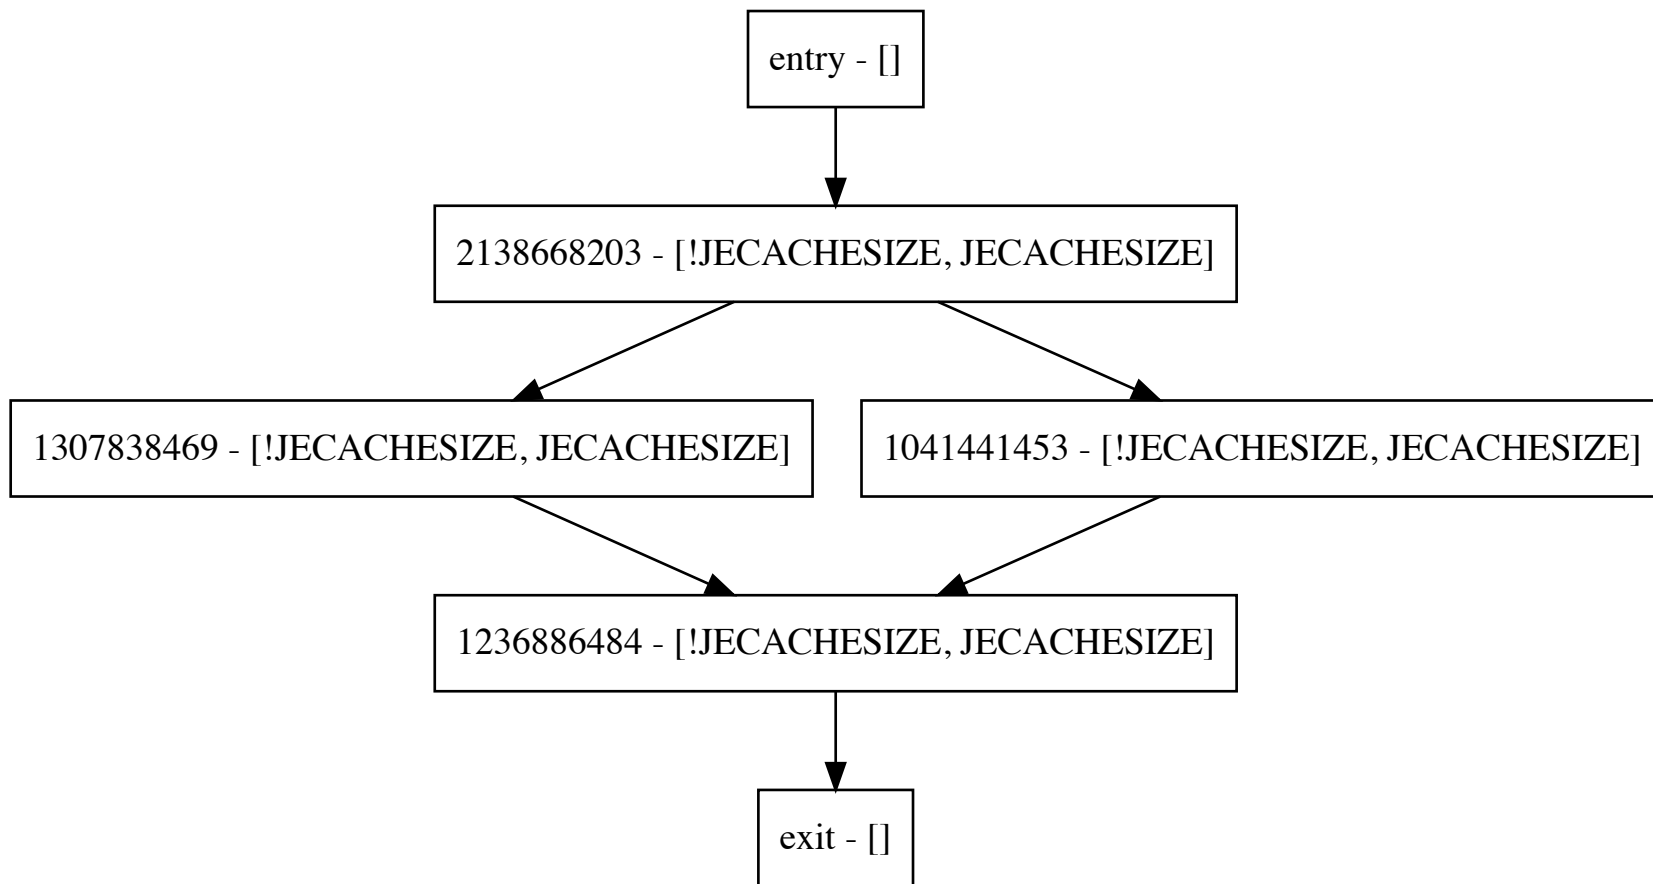 entry - []
2138668203 - [!JECACHESIZE, JECACHESIZE]
1307838469 - [!JECACHESIZE, JECACHESIZE]
1041441453 - [!JECACHESIZE, JECACHESIZE]
1236886484 - [!JECACHESIZE, JECACHESIZE]
exit - []